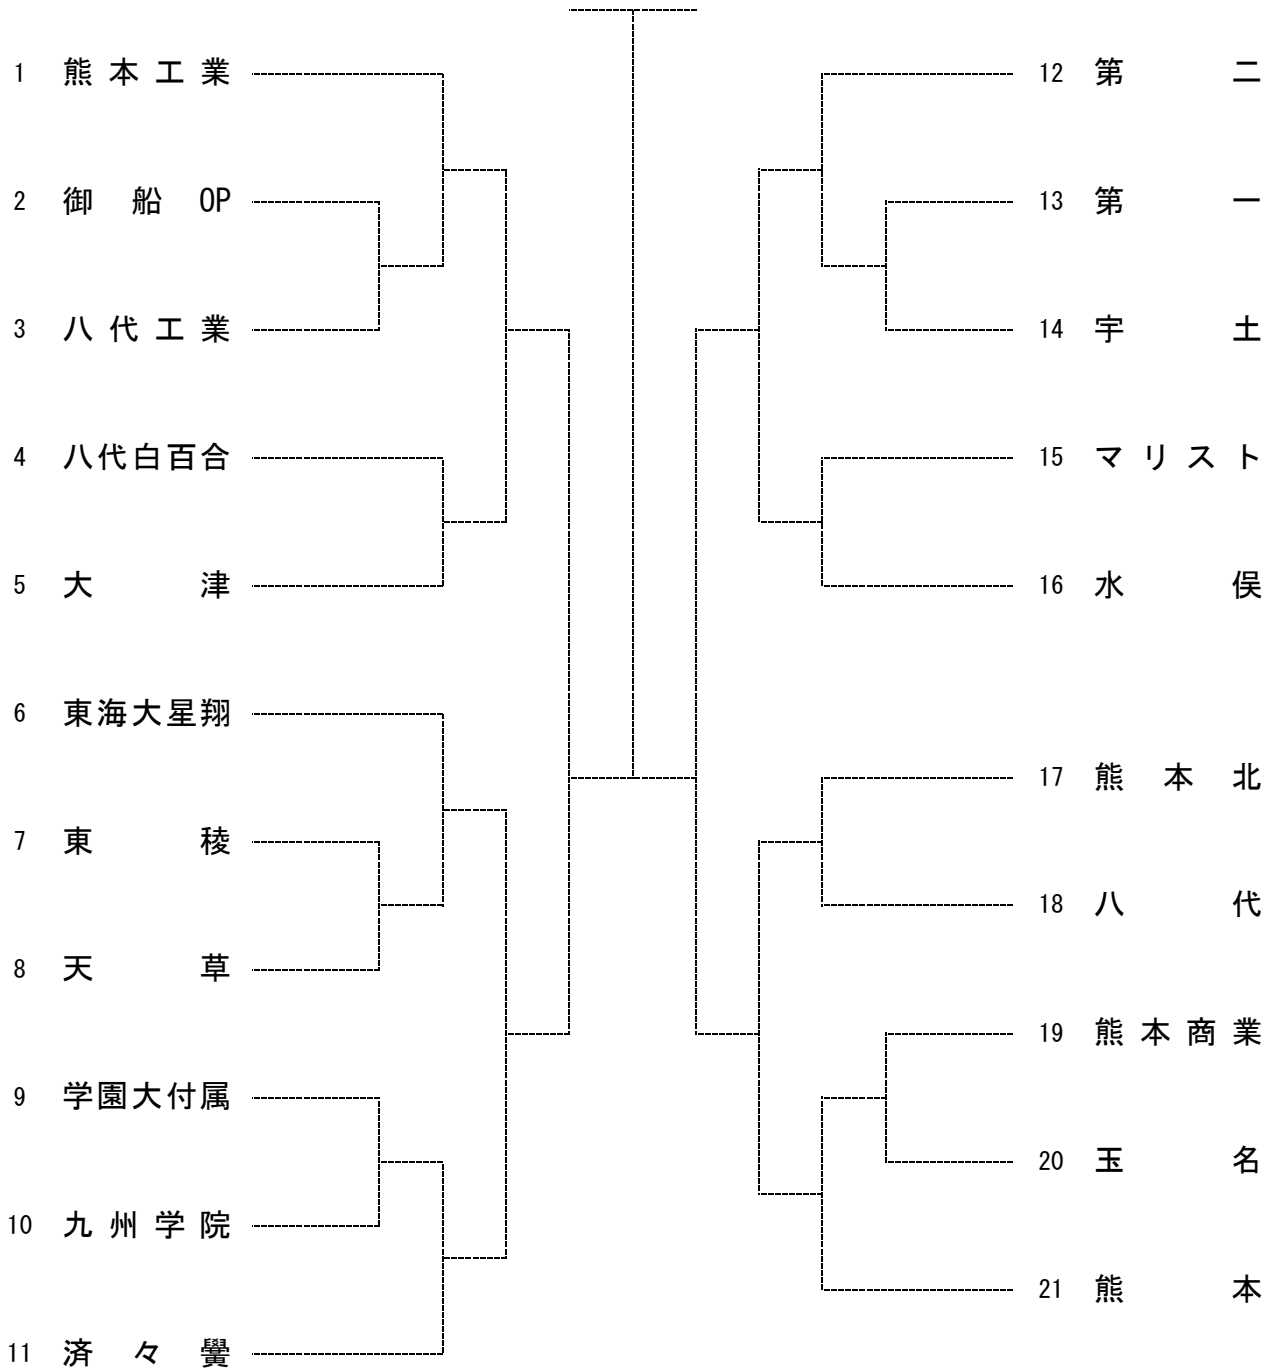 1 熊本工業
2 御船OP
3 八代工業
4 八代白百合
5 大津
6 東海大星翔
7 東稜
8 天草
9 学園大付属
10 九州学院
11 済々黌
12 第二
13 第一
14 宇土
15 マリスト
16 水俣
17 熊本北
18 八代
19 熊本商業
20 玉名
21 熊本